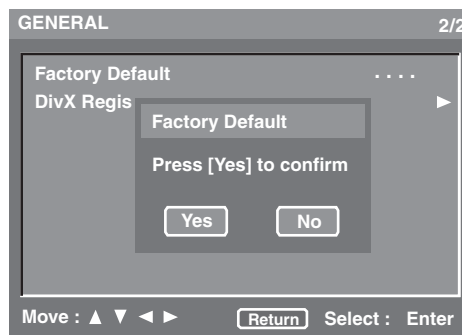 GENERAL 2/2
Factory Default ....
DivX Regis ►
Factory Default
Press [Yes] to confirm
Yes No
Move : ▲ ▼ ◄ ► Return Select : Enter